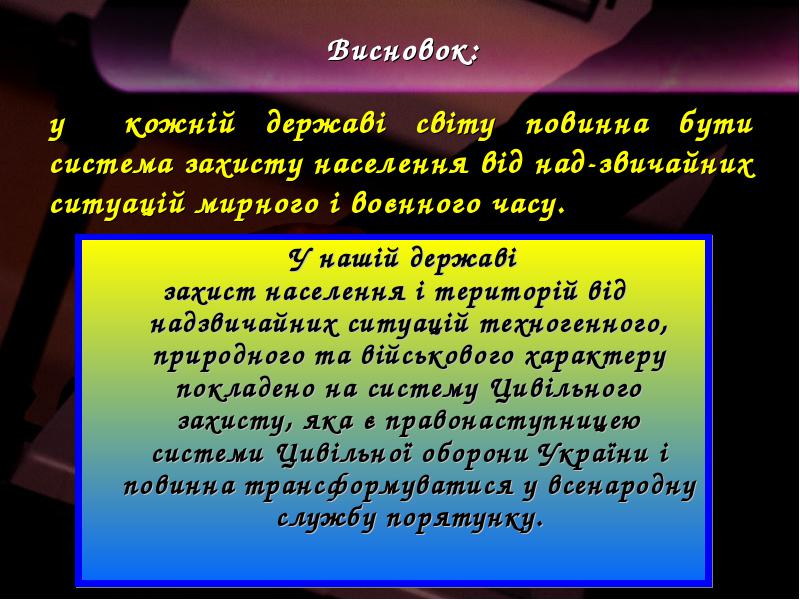 Висновок:
у кожній державі світу повинна бути
система захисту населення від над-звичайних
ситуацій мирного і воєнного часу.
У нашій державі
захист населення і територій від
надзвичайних ситуацій техногенного,
природного та військового характеру
покладено на систему Цивільного
захисту, яка є правонаступницею
системи Цивільної оборони України і
повинна трансформуватися у всенародну
службу порятунку.